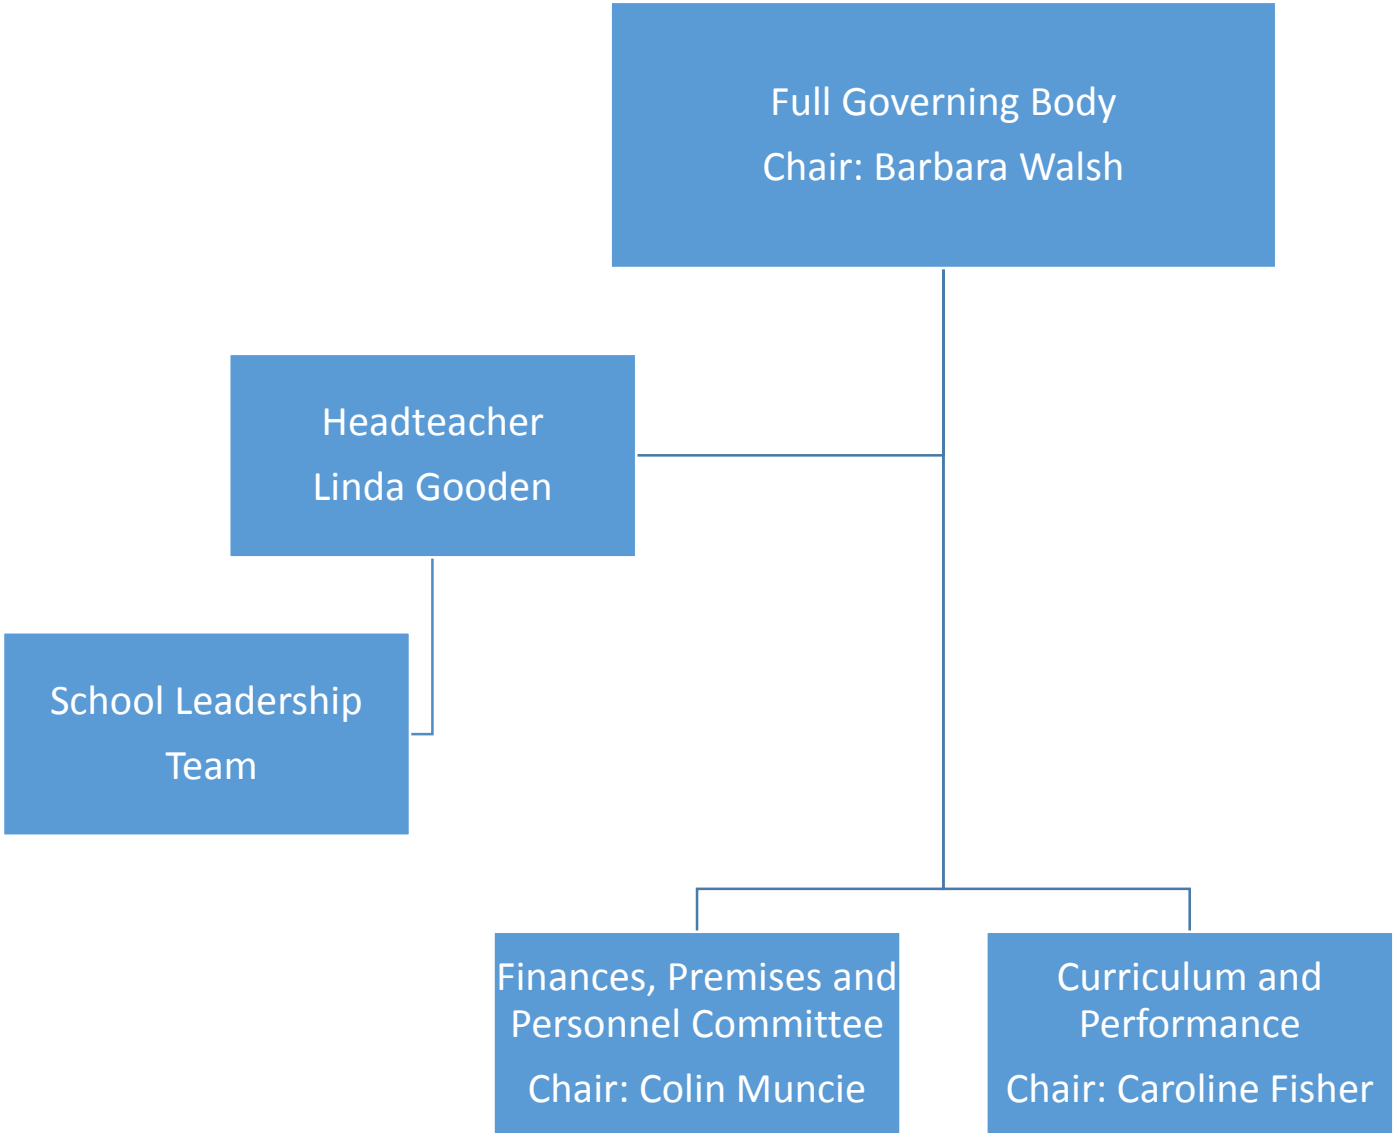 Full Governing Body
Chair: Barbara Walsh
Headteacher
Linda Gooden
School Leadership
Team
Finances, Premises and
Personnel Committee
Chair: Colin Muncie
Curriculum and
Performance
Chair: Caroline Fisher